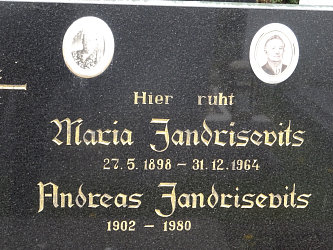 Hier ruht
Maria Jandrisevits
27. 5. 1898 – 31. 12. 1964
Andreas Jandrisevits
1902 – 1980